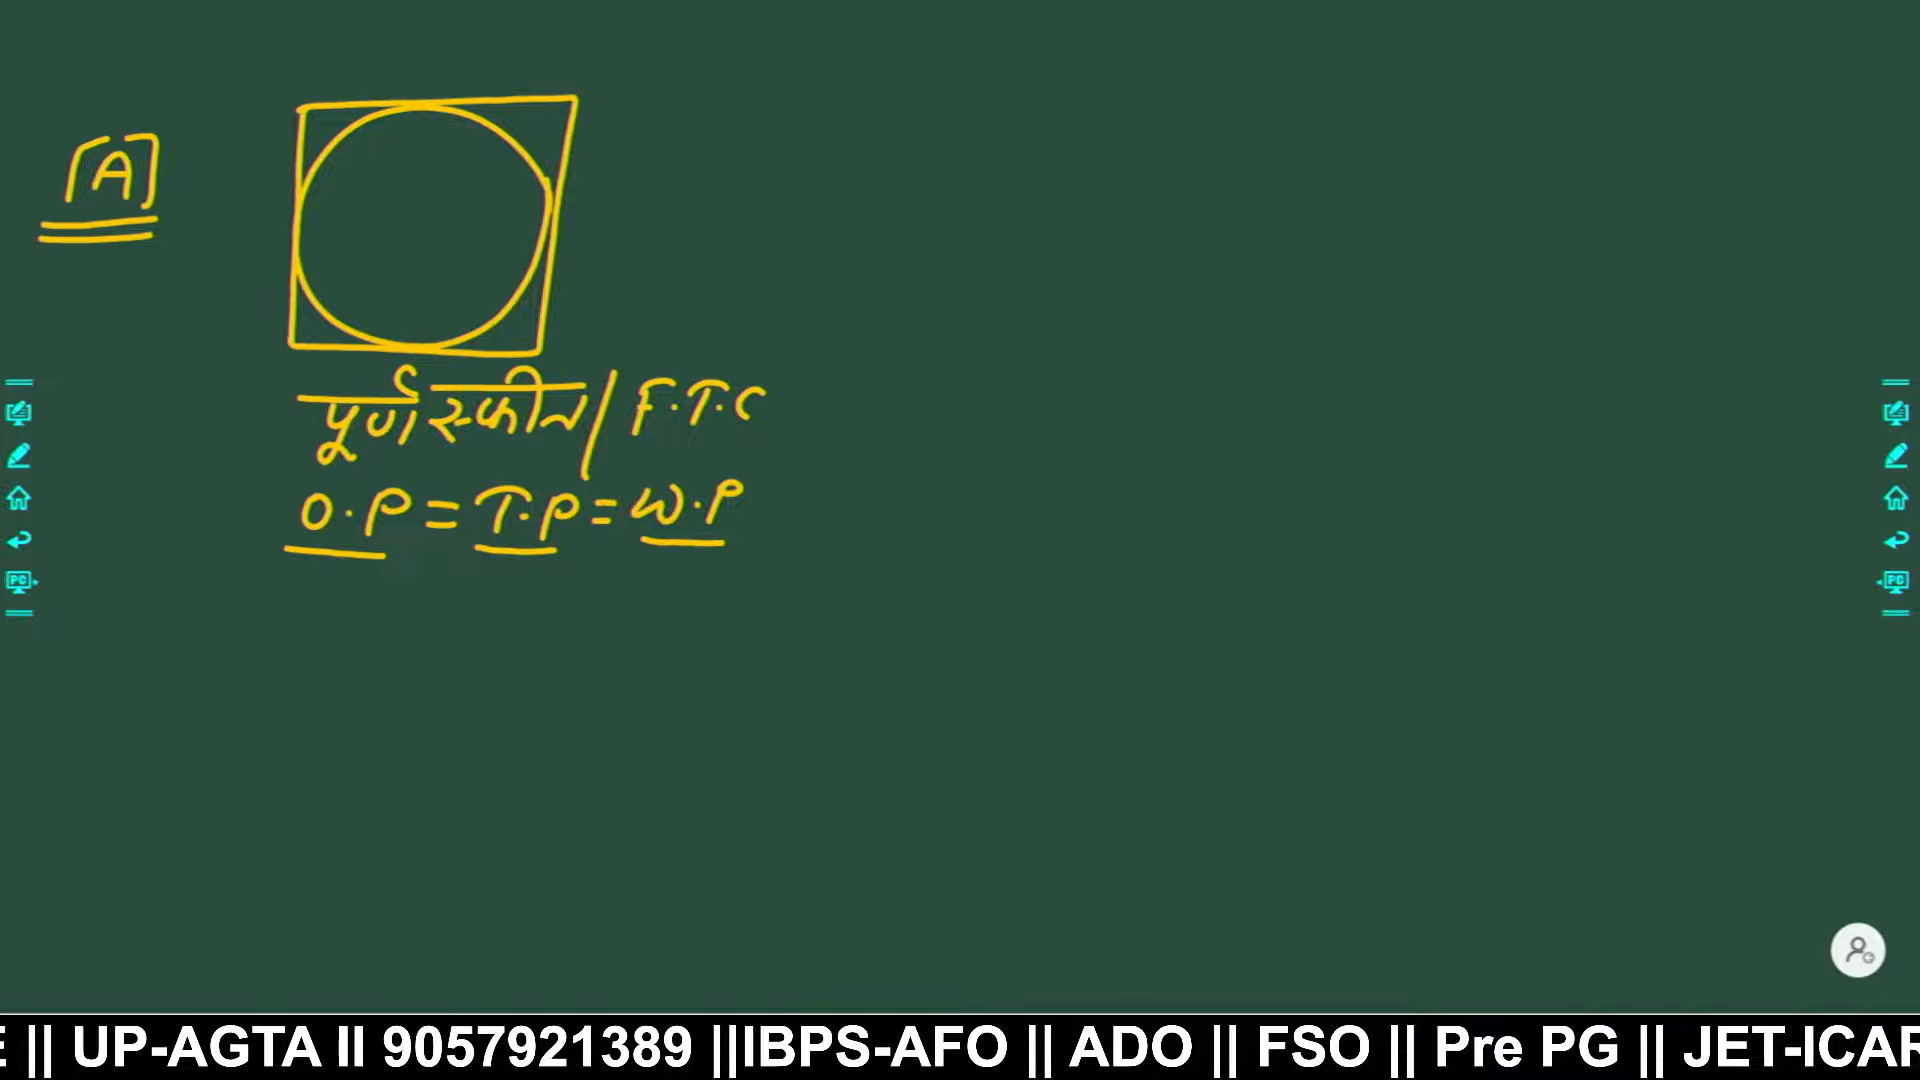 [A]
पूर्ण स्फीत / F.T.C
O.P = T.P = W.P
E || UP-AGTA II 9057921389 ||IBPS-AFO || ADO || FSO || Pre PG || JET-ICAR